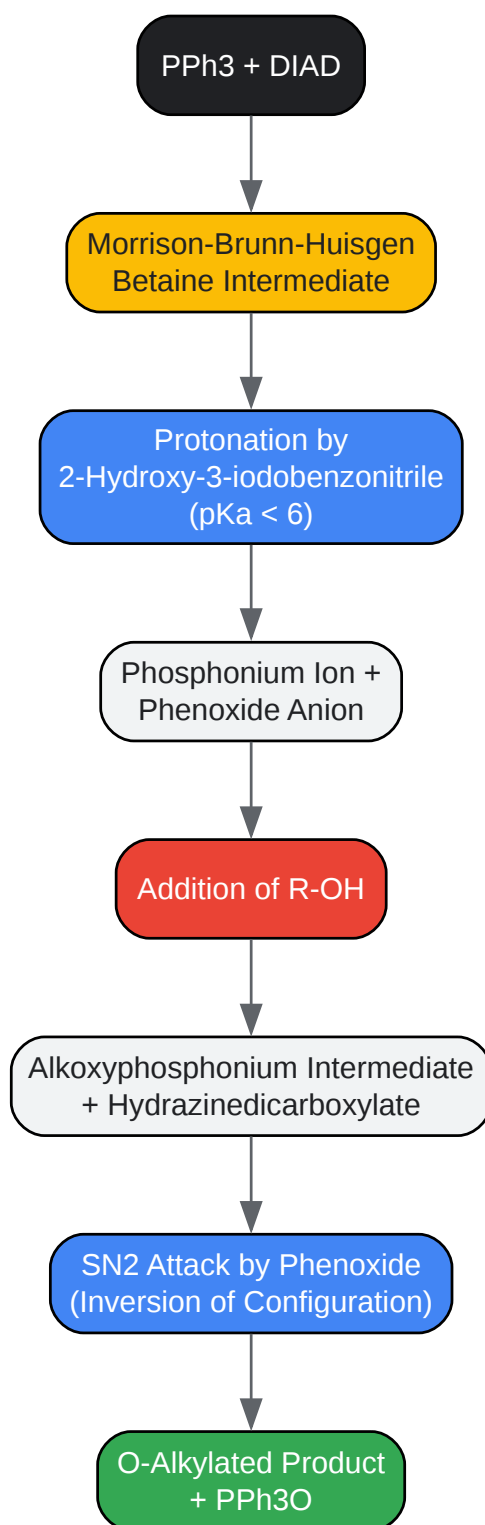 PPh3 + DIAD
Morrison-Brunn-Huisgen
Betaine Intermediate
Protonation by
2-Hydroxy-3-iodobenzonitrile
(pKa < 6)
Phosphonium Ion +
Phenoxide Anion
Addition of R-OH
Alkoxyphosphonium Intermediate
+ Hydrazinedicarboxylate
SN2 Attack by Phenoxide
(Inversion of Configuration)
O-Alkylated Product
+ PPh3O